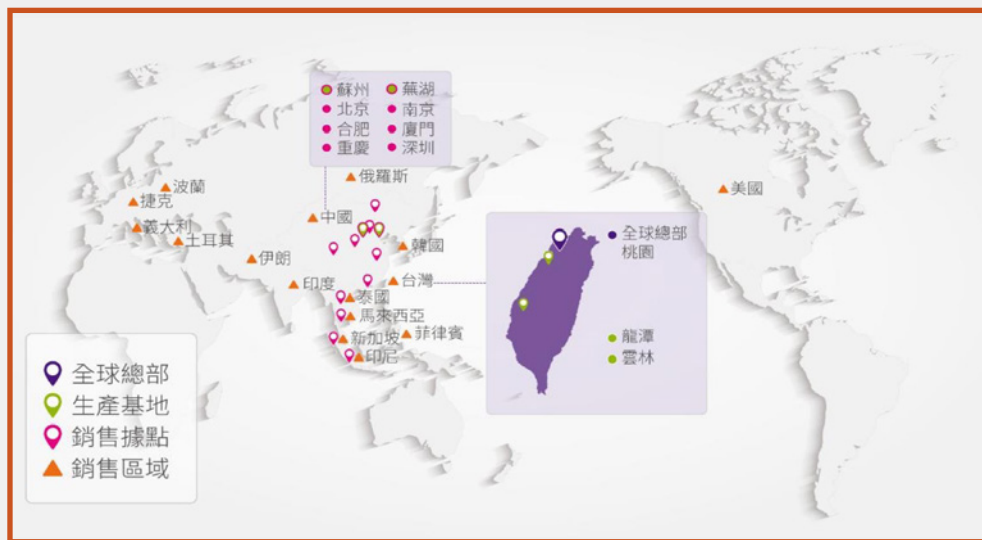 蘇州 蕪湖
北京 南京
合肥 廈門
重慶 深圳
俄羅斯
波蘭
捷克
美國
中國
義大利
土耳其
韓國
伊朗
印度
台灣
泰國
馬來西亞
菲律賓
新加坡
印尼
全球總部
桃園
龍潭
雲林
全球總部
生產基地
銷售據點
銷售區域